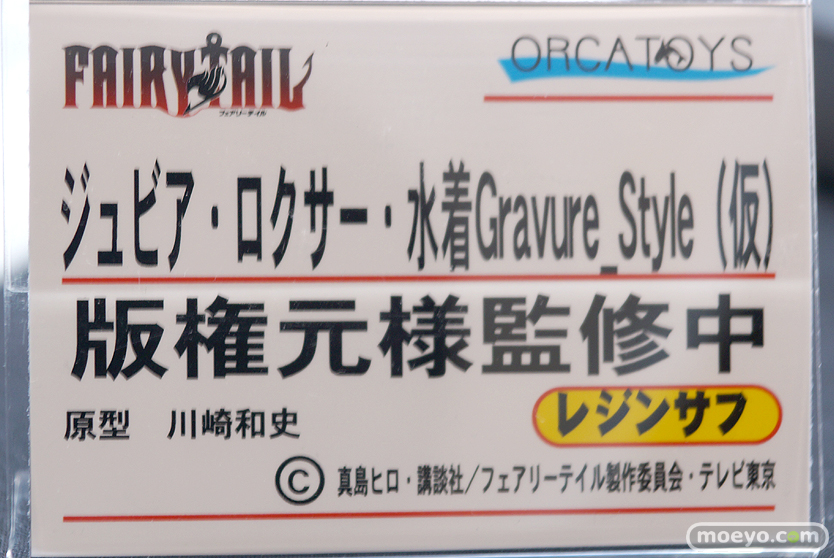 FAIRY TAIL
フェアリーテイル
ORCATOYS
ジュビア・ロクサー・水着Gravure_Style（仮）
版権元様監修中
レジンサフ
原型　川崎和史
©真島ヒロ・講談社/フェアリーテイル製作委員会・テレビ東京
moeyo.com